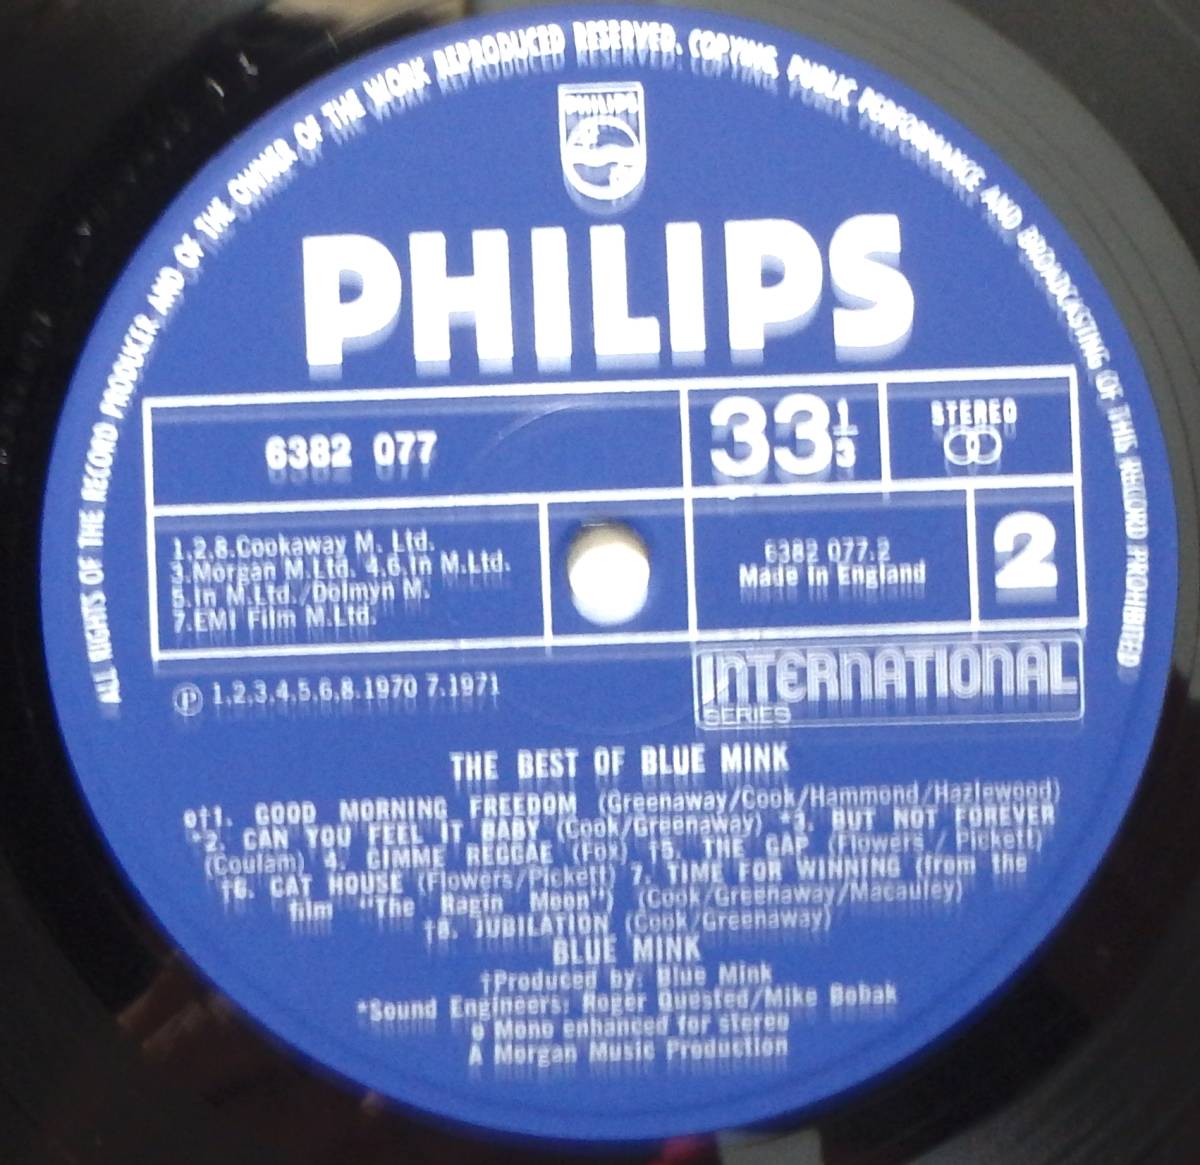 ALL RIGHTS OF THE RECORD PRODUCER AND OF THE OWNER OF THE WORK REPRODUCED RESERVED. COPYING, PUBLIC PERFORMANCE AND BROADCASTING OF THIS RECORD PROHIBITED
PHILIPS
PHILIPS
6382 077
33 1/3
STEREO
1.2.8.Cookaway M. Ltd.
3.Morgan M.Ltd. 4.6.In M.Ltd.
5.In M.Ltd./Dolmyn M.
7.EMI Film M.Ltd.
6382 077.2
Made in England
2
℗ 1.2.3.4.5.6.8.1970 7.1971
INTERNATIONAL
SERIES
THE BEST OF BLUE MINK
o†1. GOOD MORNING FREEDOM (Greenaway/Cook/Hammond/Hazlewood)
*2. CAN YOU FEEL IT BABY (Cook/Greenaway) *3. BUT NOT FOREVER
(Coulam) 4. GIMME REGGAE (Fox) †5. THE GAP (Flowers / Pickett)
†6. CAT HOUSE (Flowers/Pickett) 7. TIME FOR WINNING (from the
film "The Ragin Moon") (Cook/Greenaway/Macauley)
†8. JUBILATION (Cook/Greenaway)
BLUE MINK
†Produced by: Blue Mink
*Sound Engineers: Roger Quested/Mike Bobak
o Mono enhanced for stereo
A Morgan Music Production